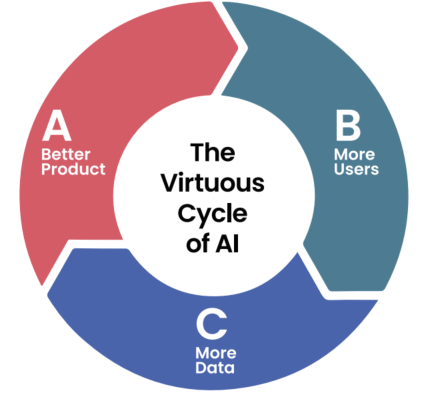 A
Better
Product
B
More
Users
The
Virtuous
Cycle
of AI
C
More
Data